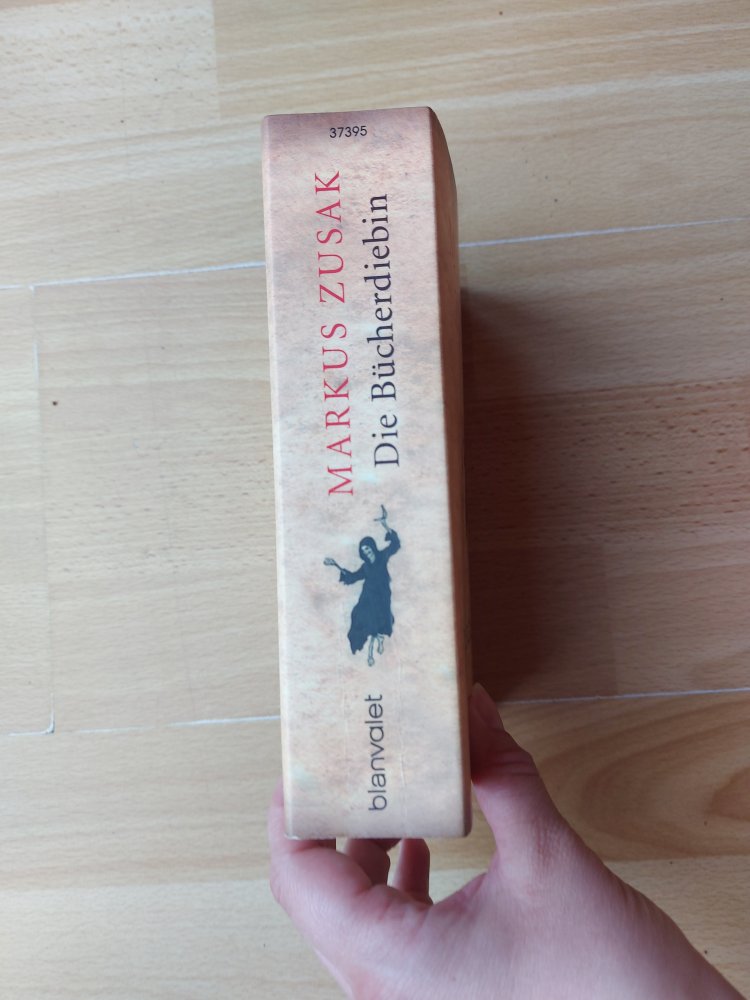 37395
MARKUS ZUSAK
Die Bücherdiebin
blanvalet